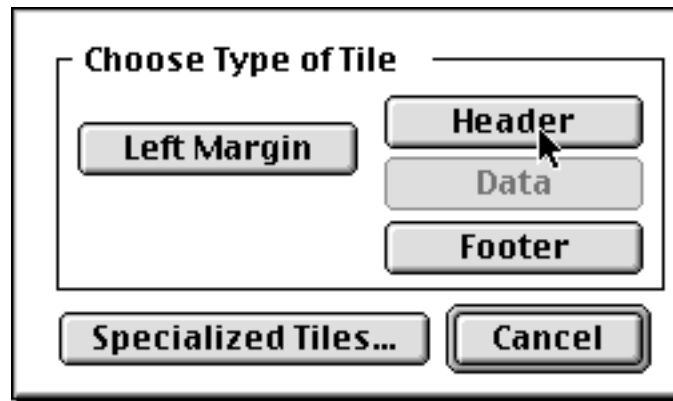 Choose Type of Tile
Left Margin
Header
Data
Footer
Specialized Tiles...
Cancel